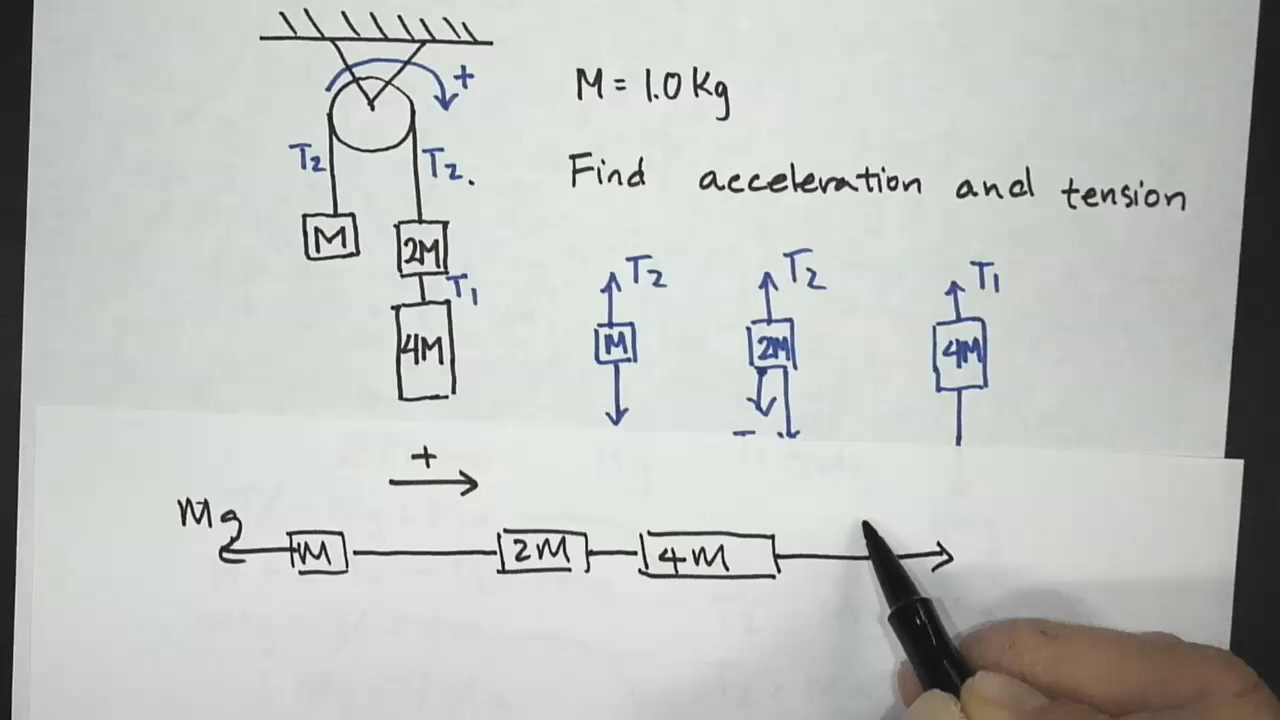 +
M = 1.0 Kg
T2
T2.
Find acceleration and tension
M
2M
T1
4M
T2
T2
T1
M
2M
4M
+
Mg
M
2M
4M